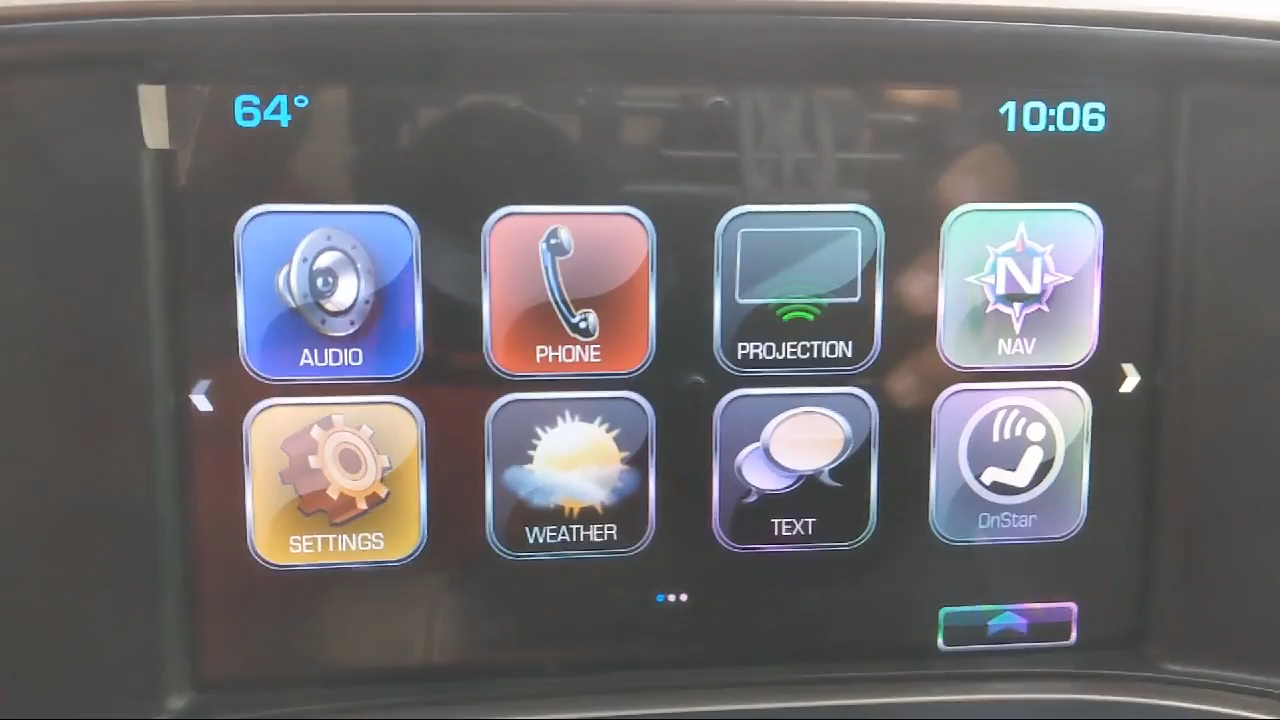 64° 10:06
AUDIO PHONE PROJECTION N NAV
SETTINGS WEATHER TEXT OnStar